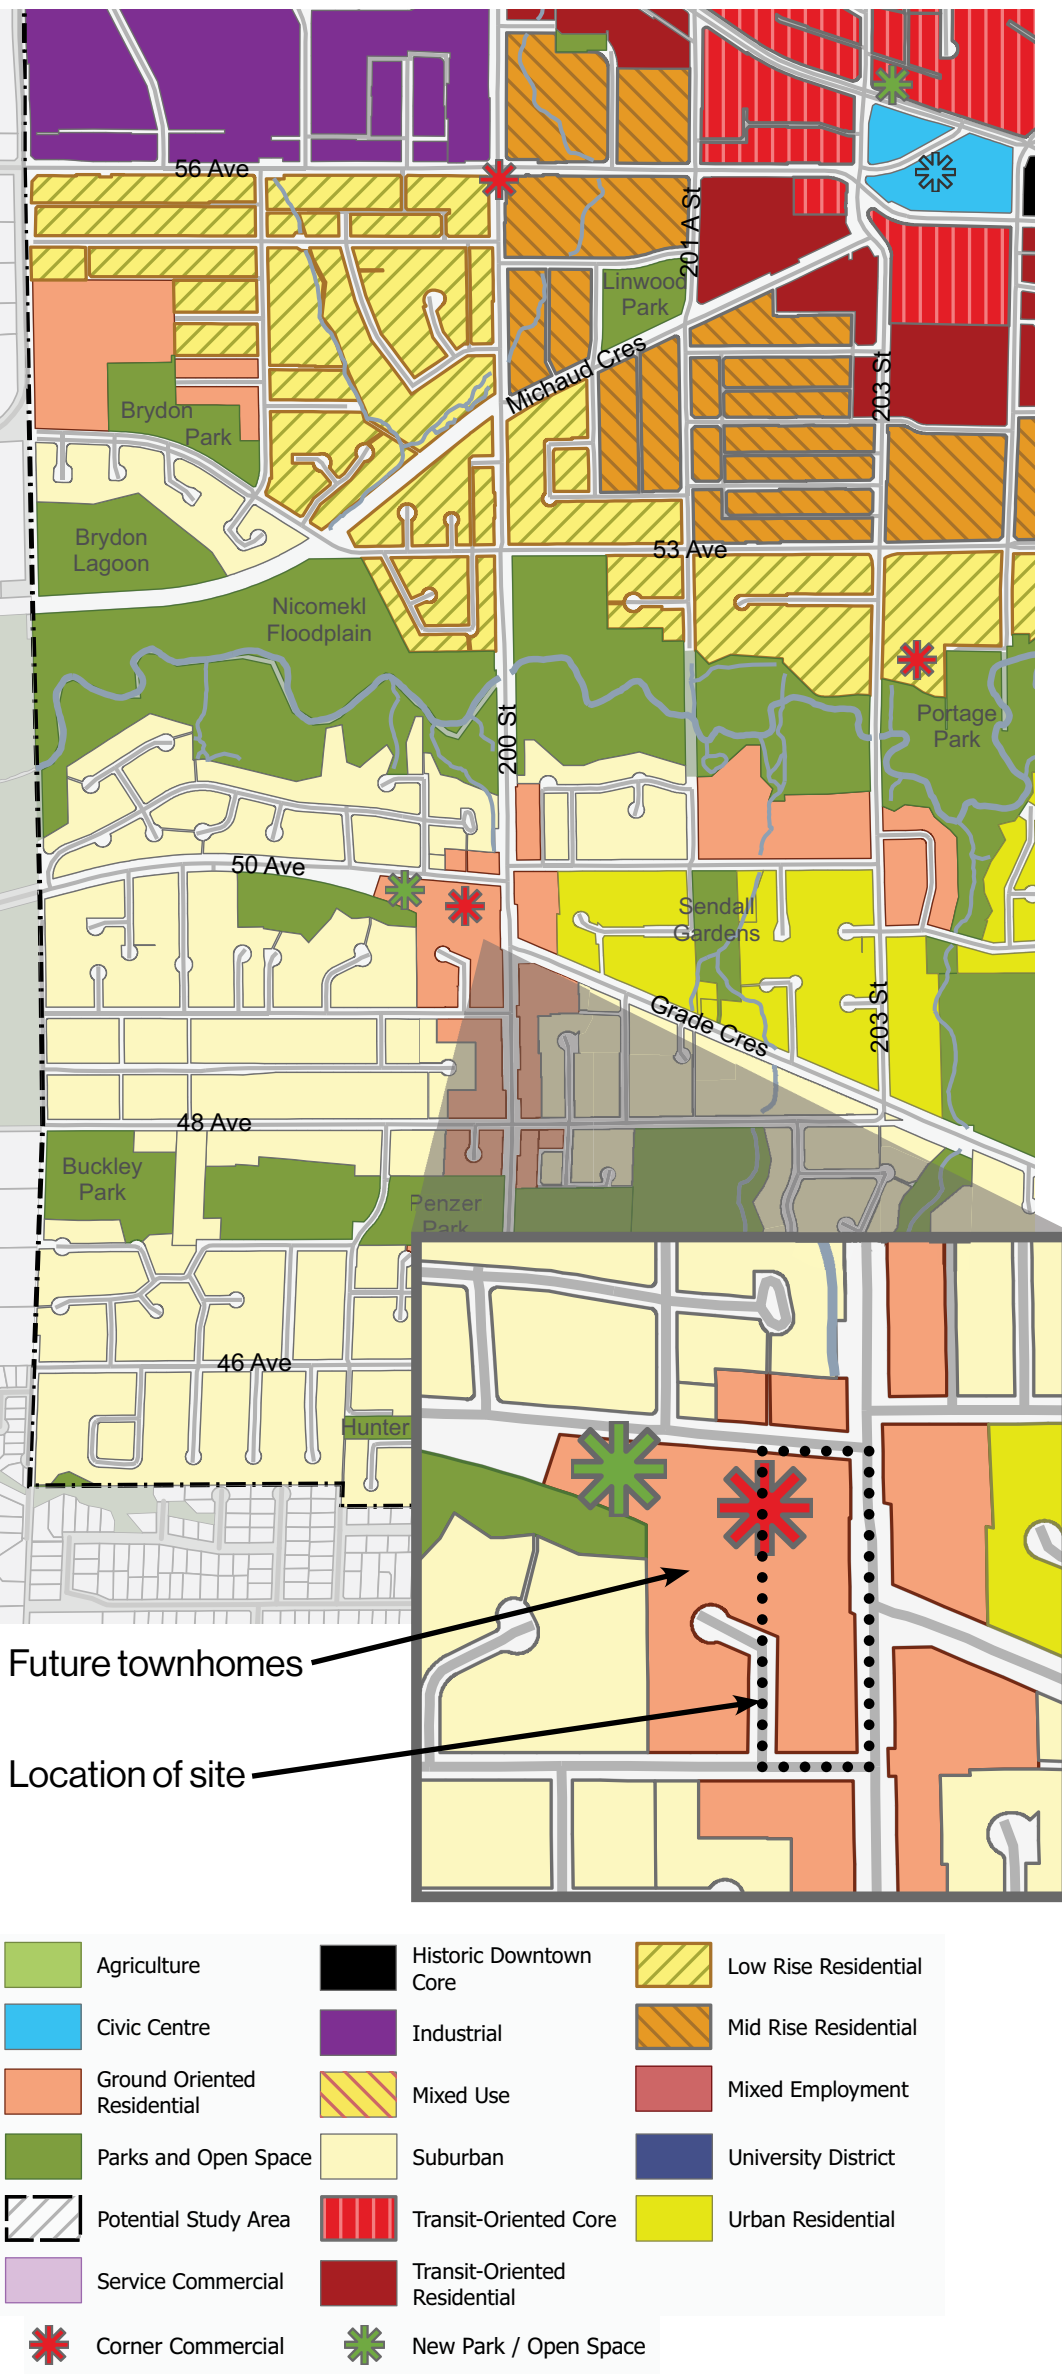 56 Ave
201 A St
Linwood
Park
Michaud Cres
203 St
Brydon
Park
Brydon
Lagoon
53 Ave
Nicomekl
Floodplain
200 St
Portage
Park
50 Ave
Sendall
Gardens
Grade Cres
203 St
48 Ave
Buckley
Park
Penzer
Park
46 Ave
Hunter
Future townhomes
Location of site
Agriculture
Civic Centre
Ground Oriented
Residential
Parks and Open Space
Potential Study Area
Service Commercial
Corner Commercial
Historic Downtown
Core
Industrial
Mixed Use
Suburban
Transit-Oriented Core
Transit-Oriented
Residential
New Park / Open Space
Low Rise Residential
Mid Rise Residential
Mixed Employment
University District
Urban Residential